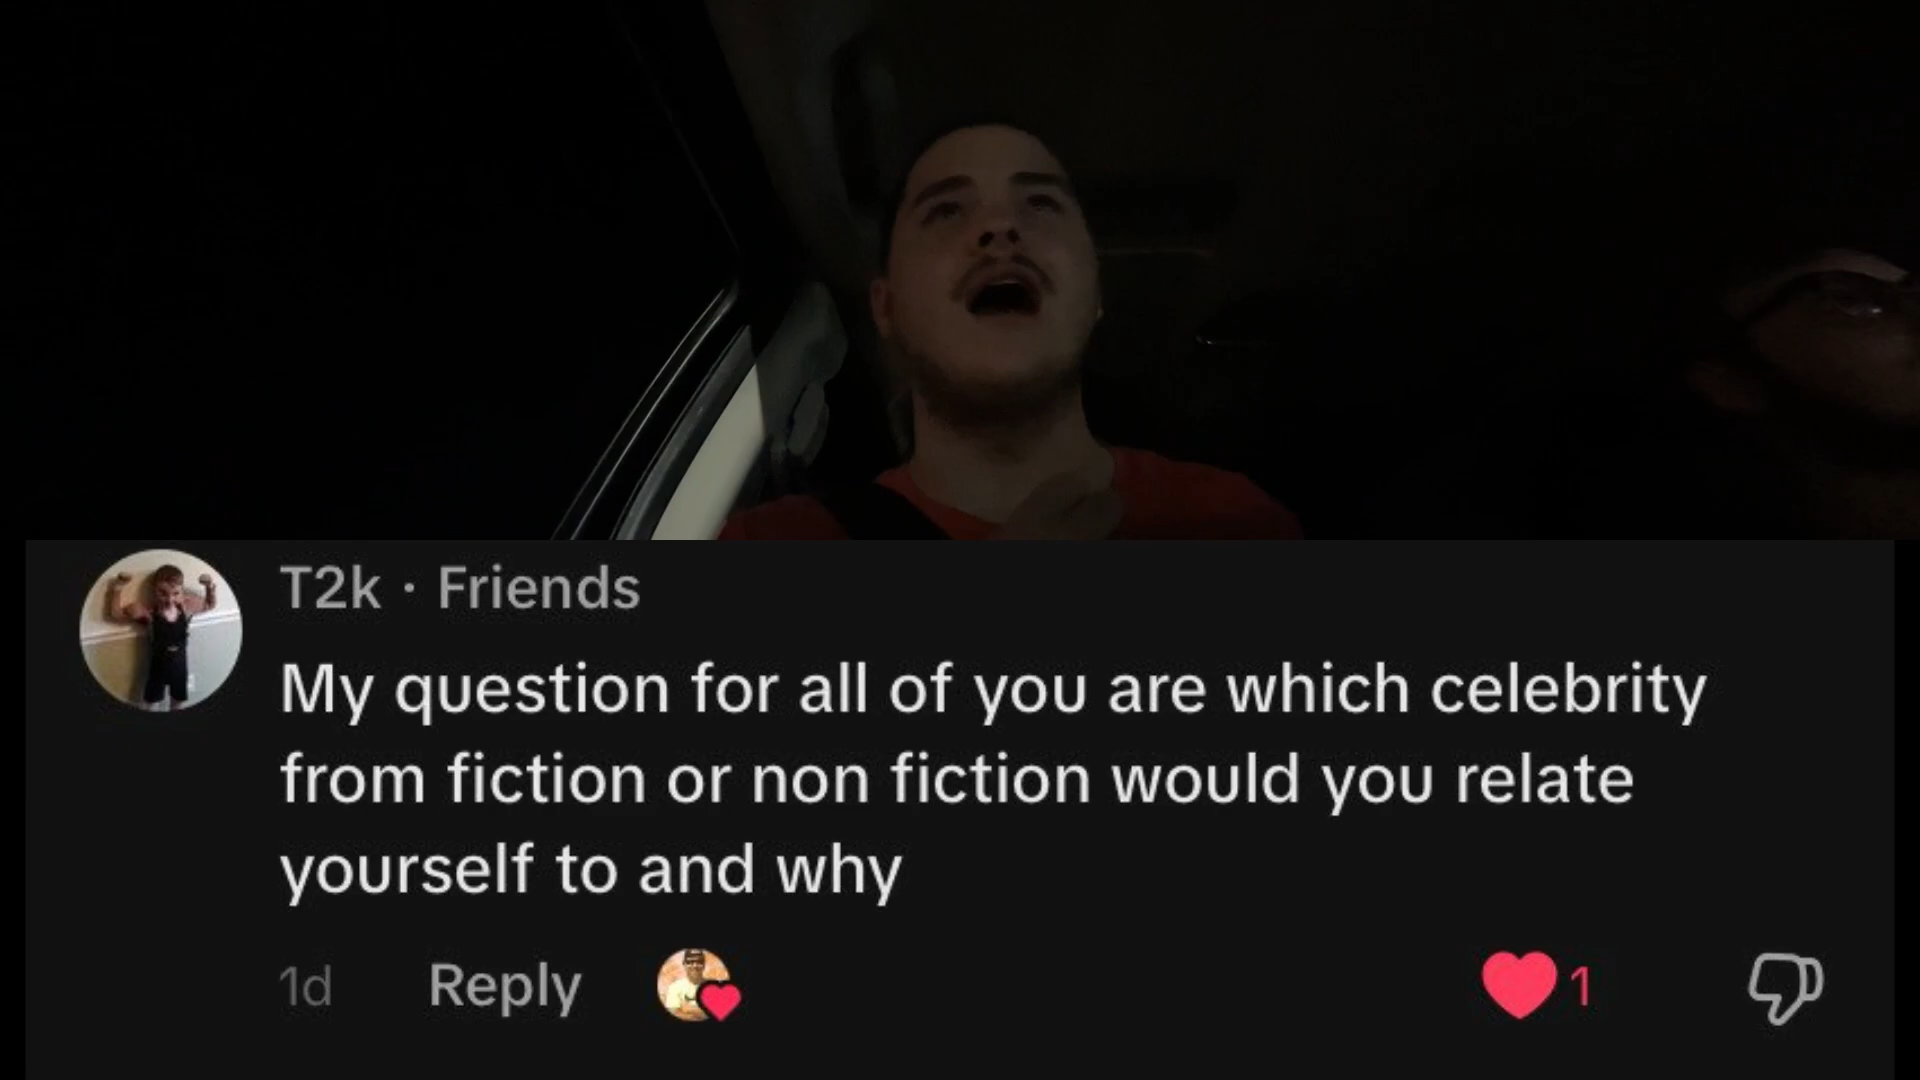 T2k · Friends
My question for all of you are which celebrity
from fiction or non fiction would you relate
yourself to and why
1d Reply 1